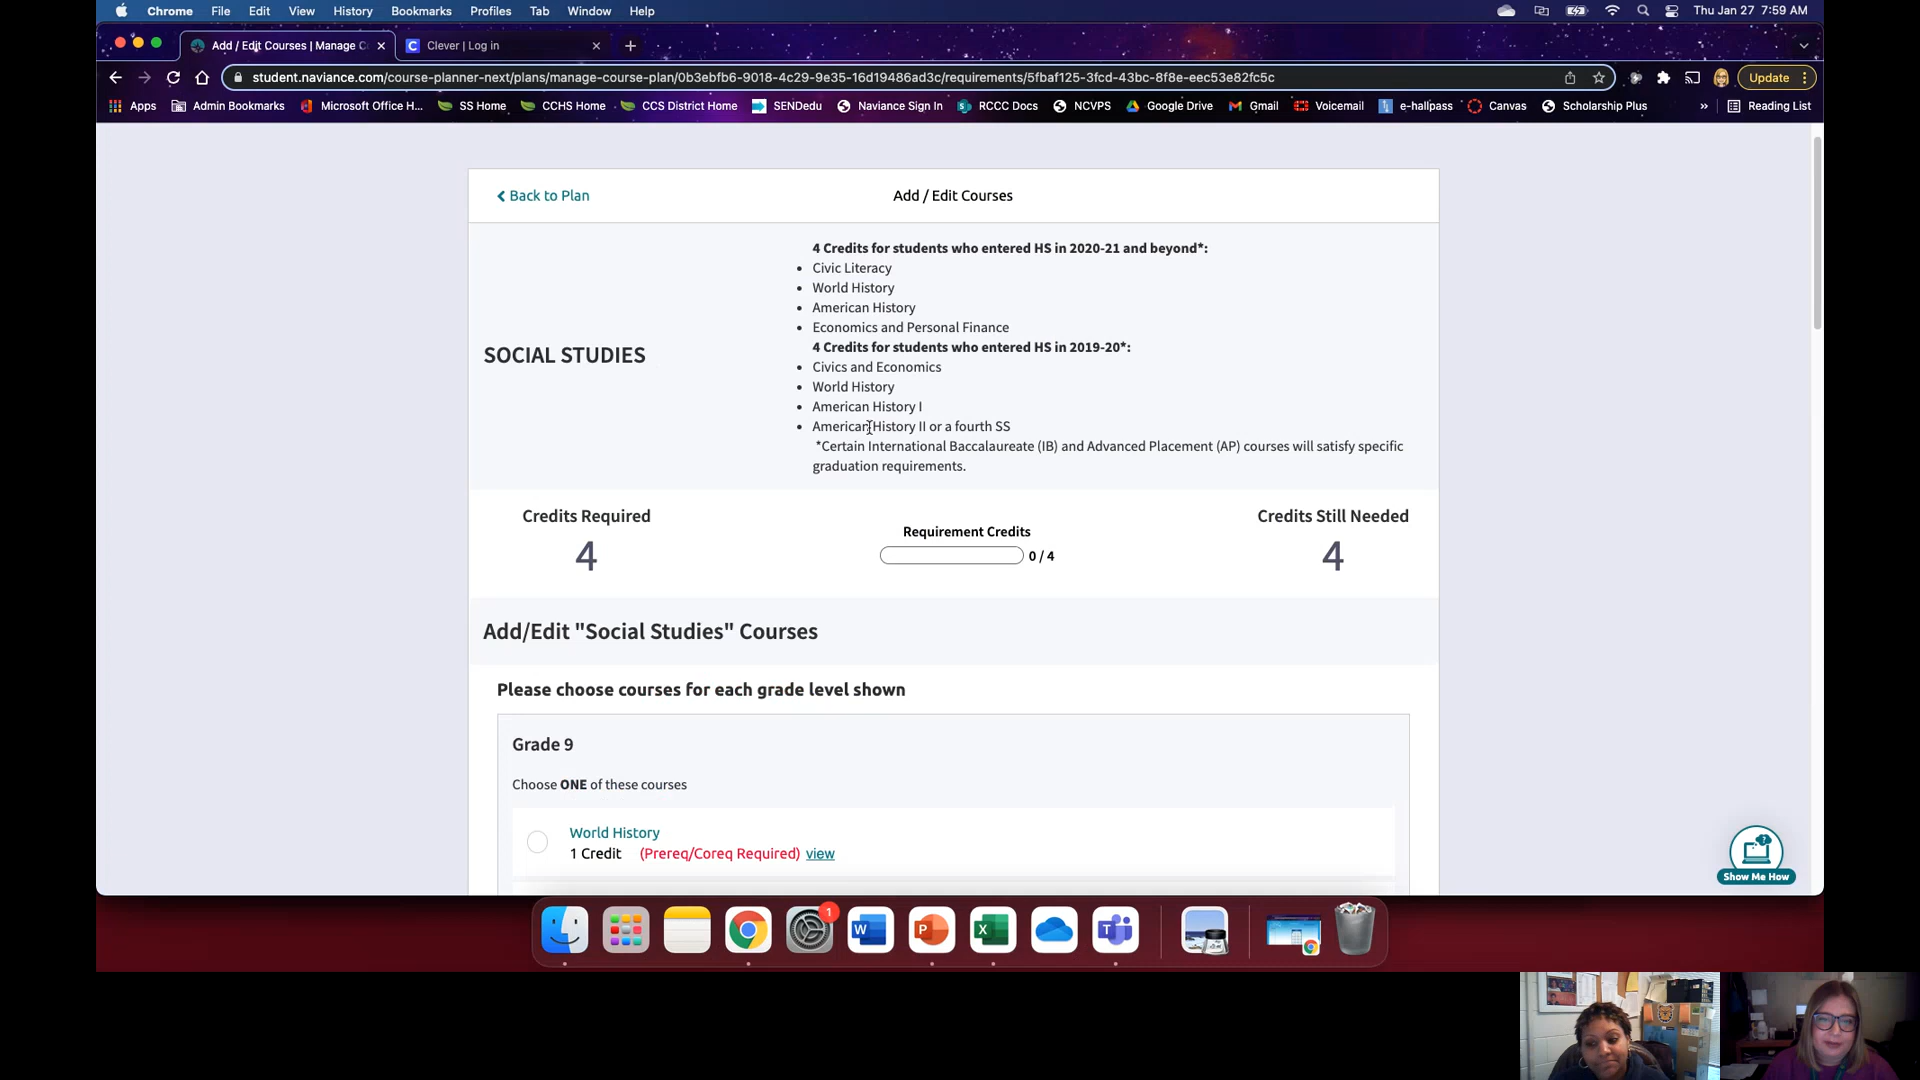 Chrome File Edit View History Bookmarks Profiles Tab Window Help Thu Jan 27 7:59 AM
Add / Edit Courses | Manage C Clever | Log in
student.naviance.com/course-planner-next/plans/manage-course-plan/0b3ebfb6-9018-4c29-9e35-16d19486ad3c/requirements/5fbaf125-3fcd-43bc-8f8e-eec53e82fc5c Update
Apps Admin Bookmarks Microsoft Office H... SS Home CCHS Home CCS District Home SENDedu Naviance Sign In RCCC Docs NCVPS Google Drive Gmail Voicemail e-hallpass Canvas Scholarship Plus » Reading List
Back to Plan Add / Edit Courses
SOCIAL STUDIES
4 Credits for students who entered HS in 2020-21 and beyond*:
• Civic Literacy
• World History
• American History
• Economics and Personal Finance
4 Credits for students who entered HS in 2019-20*:
• Civics and Economics
• World History
• American History I
• American History II or a fourth SS
*Certain International Baccalaureate (IB) and Advanced Placement (AP) courses will satisfy specific
graduation requirements.
Credits Required Requirement Credits Credits Still Needed
4 0 / 4 4
Add/Edit "Social Studies" Courses
Please choose courses for each grade level shown
Grade 9
Choose ONE of these courses
World History
1 Credit (Prereq/Coreq Required) view
Show Me How
1
W P X T